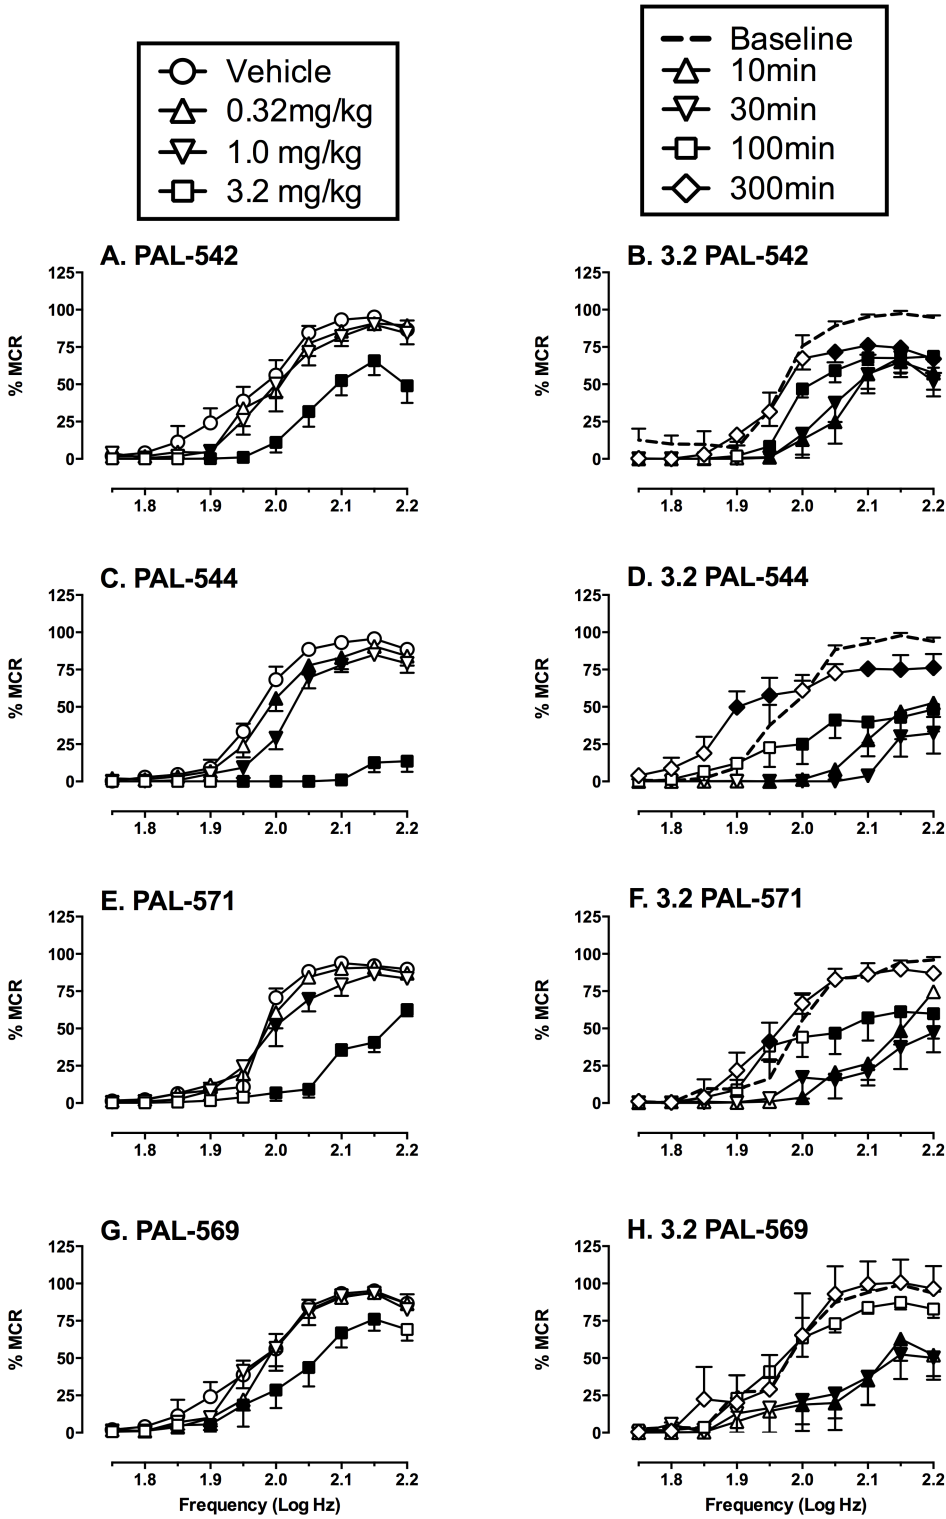 Vehicle
0.32mg/kg
1.0 mg/kg
3.2 mg/kg
Baseline
10min
30min
100min
300min
A. PAL-542
125
100
75
50
25
0
% MCR
1.8 1.9 2.0 2.1 2.2
B. 3.2 PAL-542
125
100
75
50
25
0
% MCR
1.8 1.9 2.0 2.1 2.2
C. PAL-544
125
100
75
50
25
0
% MCR
1.8 1.9 2.0 2.1 2.2
D. 3.2 PAL-544
125
100
75
50
25
0
% MCR
1.8 1.9 2.0 2.1 2.2
E. PAL-571
125
100
75
50
25
0
% MCR
1.8 1.9 2.0 2.1 2.2
F. 3.2 PAL-571
125
100
75
50
25
0
% MCR
1.8 1.9 2.0 2.1 2.2
G. PAL-569
125
100
75
50
25
0
% MCR
1.8 1.9 2.0 2.1 2.2
Frequency (Log Hz)
H. 3.2 PAL-569
125
100
75
50
25
0
% MCR
1.8 1.9 2.0 2.1 2.2
Frequency (Log Hz)